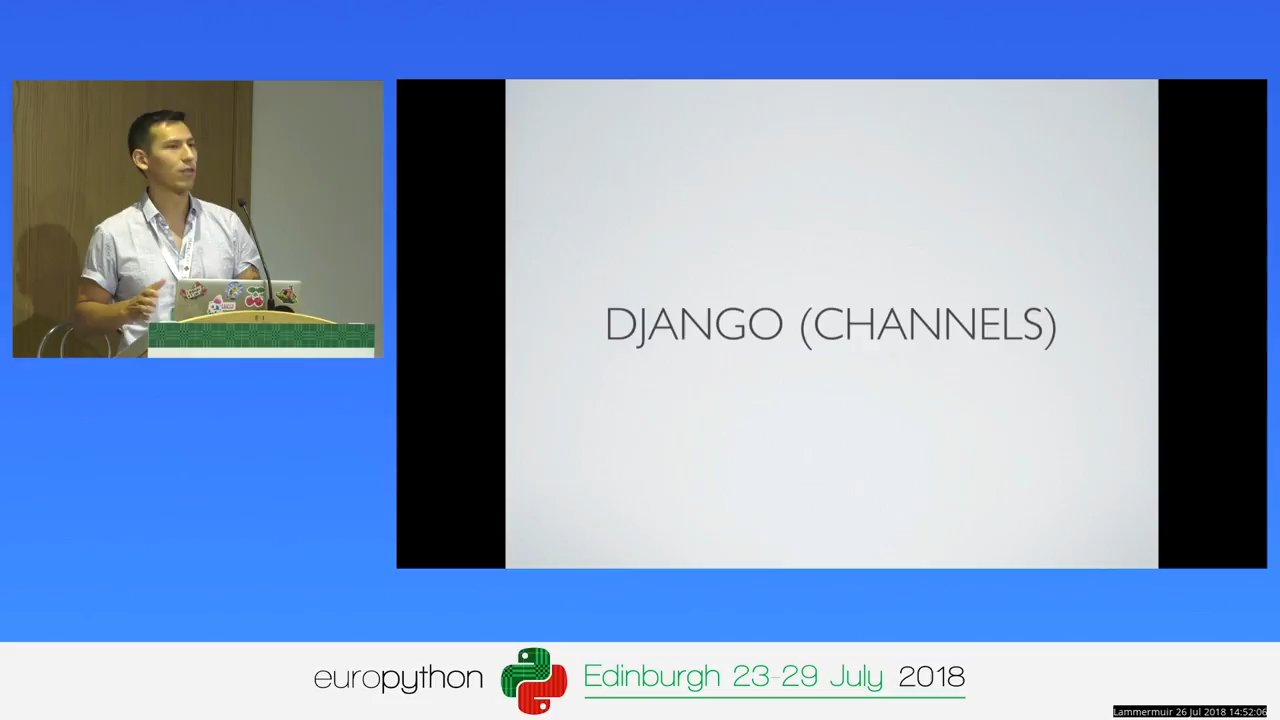 DJANGO (CHANNELS)
europython Edinburgh 23-29 July 2018
Lammermuir 26 Jul 2018 14:52:06